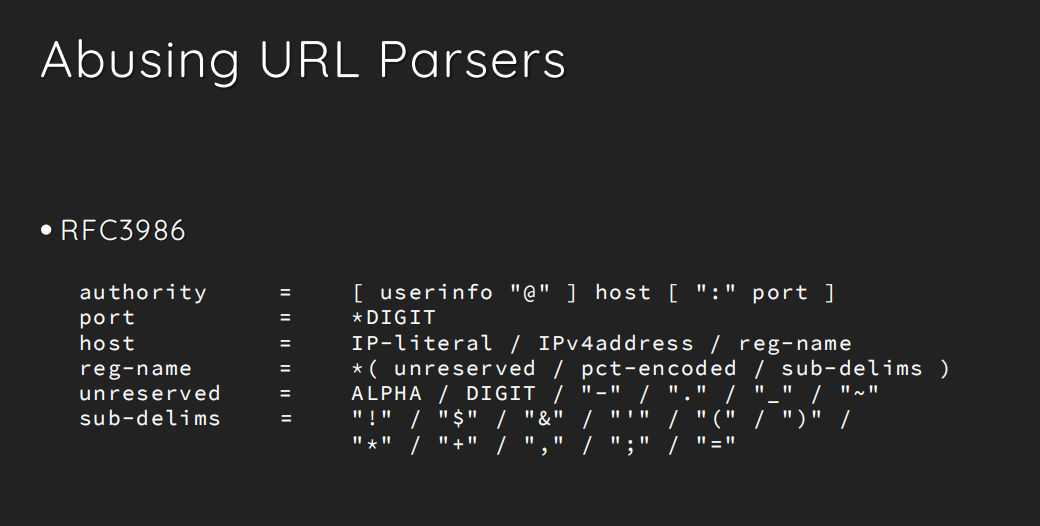 Abusing URL Parsers
• RFC3986
authority = [ userinfo "@" ] host [ ":" port ]
port = *DIGIT
host = IP-literal / IPv4address / reg-name
reg-name = *( unreserved / pct-encoded / sub-delims )
unreserved = ALPHA / DIGIT / "-" / "." / "_" / "~"
sub-delims = "!" / "$" / "&" / "'" / "(" / ")" /
"*" / "+" / "," / ";" / "="